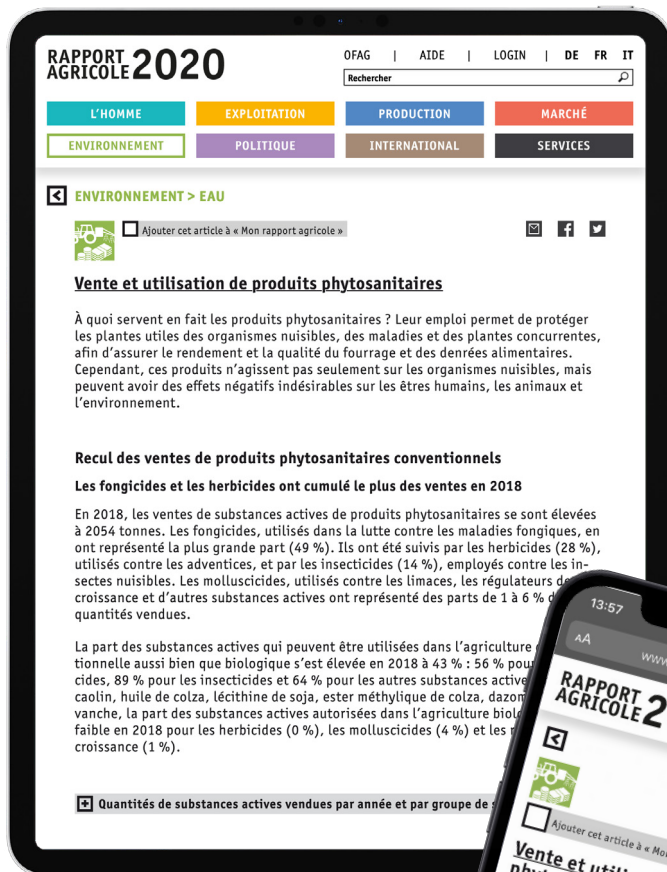 RAPPORT
AGRICOLE 2020
OFAG | AIDE | LOGIN | DE FR IT
Rechercher
L'HOMME EXPLOITATION PRODUCTION MARCHÉ
ENVIRONNEMENT POLITIQUE INTERNATIONAL SERVICES
ENVIRONNEMENT > EAU
Ajouter cet article à « Mon rapport agricole »
Vente et utilisation de produits phytosanitaires
À quoi servent en fait les produits phytosanitaires ? Leur emploi permet de protéger
les plantes utiles des organismes nuisibles, des maladies et des plantes concurrentes,
afin d'assurer le rendement et la qualité du fourrage et des denrées alimentaires.
Cependant, ces produits n'agissent pas seulement sur les organismes nuisibles, mais
peuvent avoir des effets négatifs indésirables sur les êtres humains, les animaux et
l'environnement.
Recul des ventes de produits phytosanitaires conventionnels
Les fongicides et les herbicides ont cumulé le plus des ventes en 2018
En 2018, les ventes de substances actives de produits phytosanitaires se sont élevées
à 2054 tonnes. Les fongicides, utilisés dans la lutte contre les maladies fongiques, en
ont représenté la plus grande part (49 %). Ils ont été suivis par les herbicides (28 %),
utilisés contre les adventices, et par les insecticides (14 %), employés contre les in-
sectes nuisibles. Les molluscicides, utilisés contre les limaces, les régulateurs
croissance et d'autres substances actives ont représenté des parts de 1 à 6 %
quantités vendues.
La part des substances actives qui peuvent être utilisées dans l'agriculture
tionnelle aussi bien que biologique s'est élevée en 2018 à 43 % : 56 % pour
cides, 89 % pour les insecticides et 64 % pour les autres substances
caolin, huile de colza, lécithine de soja, ester méthylique de colza,
vanche, la part des substances actives autorisées dans l'agriculture
faible en 2018 pour les herbicides (0 %), les molluscicides (4 %) et les
croissance (1 %).
Quantités de substances actives vendues par année et par groupe de
13:57
AA
www
RAPPORT
AGRICOLE 2
Ajouter cet article à « Mon
Vente et